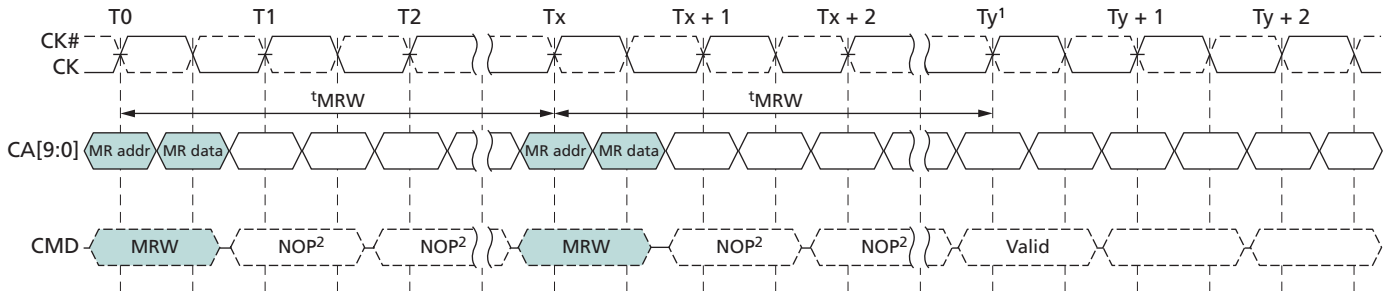 T0 T1 T2 Tx Tx + 1 Tx + 2 Ty¹ Ty + 1 Ty + 2
CK#
CK
ᵗMRW ᵗMRW
CA[9:0] MR addr MR data MR addr MR data
CMD MRW NOP² NOP² MRW NOP² NOP² Valid